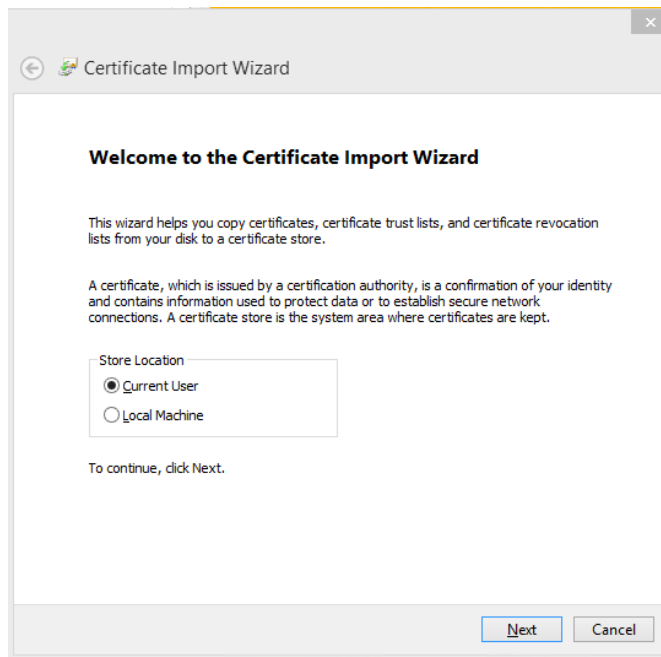 Certificate Import Wizard
Welcome to the Certificate Import Wizard
This wizard helps you copy certificates, certificate trust lists, and certificate revocation
lists from your disk to a certificate store.
A certificate, which is issued by a certification authority, is a confirmation of your identity
and contains information used to protect data or to establish secure network
connections. A certificate store is the system area where certificates are kept.
Store Location
Current User
Local Machine
To continue, click Next.
Next Cancel